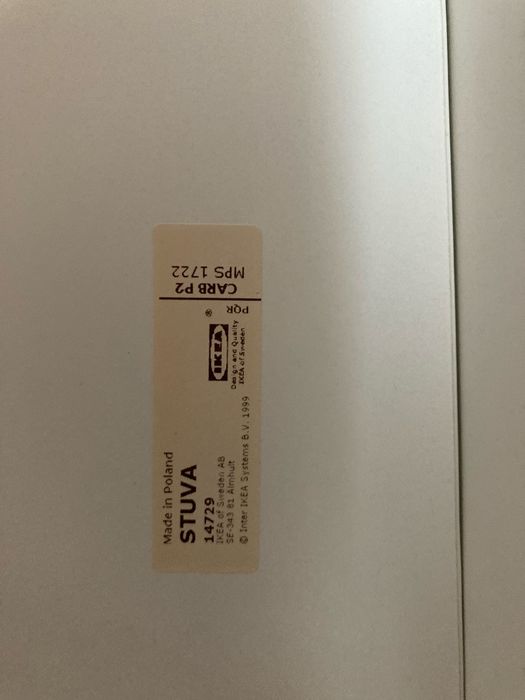 Made in Poland
STUVA
14729
IKEA of Sweden AB
SE-343 81 Älmhult
© Inter IKEA Systems B.V. 1999
IKEA®
Design and Quality
IKEA of Sweden
PQR
CARB P2
MPS 1722